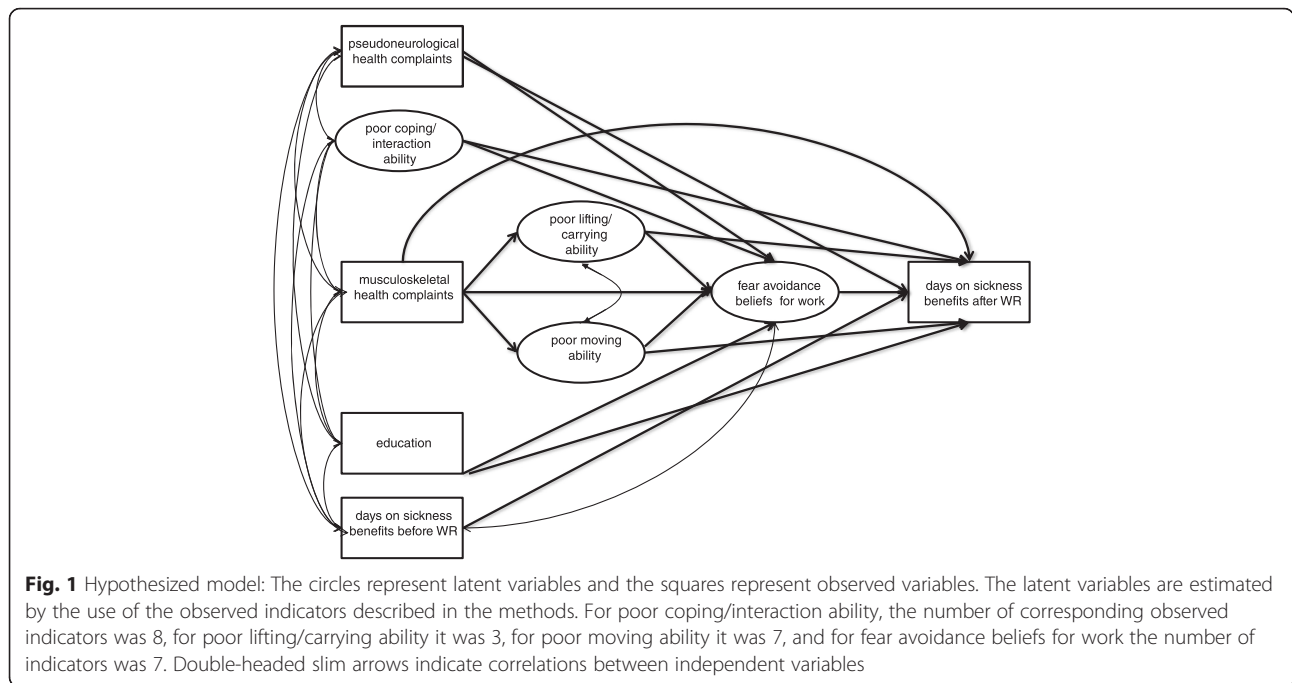 pseudoneurological
health complaints
poor coping/
interaction
ability
poor lifting/
carrying
ability
musculoskeletal
health complaints
fear avoidance
beliefs for work
days on sickness
benefits after WR
poor moving
ability
education
days on sickness
benefits before WR
Fig. 1 Hypothesized model: The circles represent latent variables and the squares represent observed variables. The latent variables are estimated
by the use of the observed indicators described in the methods. For poor coping/interaction ability, the number of corresponding observed
indicators was 8, for poor lifting/carrying ability it was 3, for poor moving ability it was 7, and for fear avoidance beliefs for work the number of
indicators was 7. Double-headed slim arrows indicate correlations between independent variables